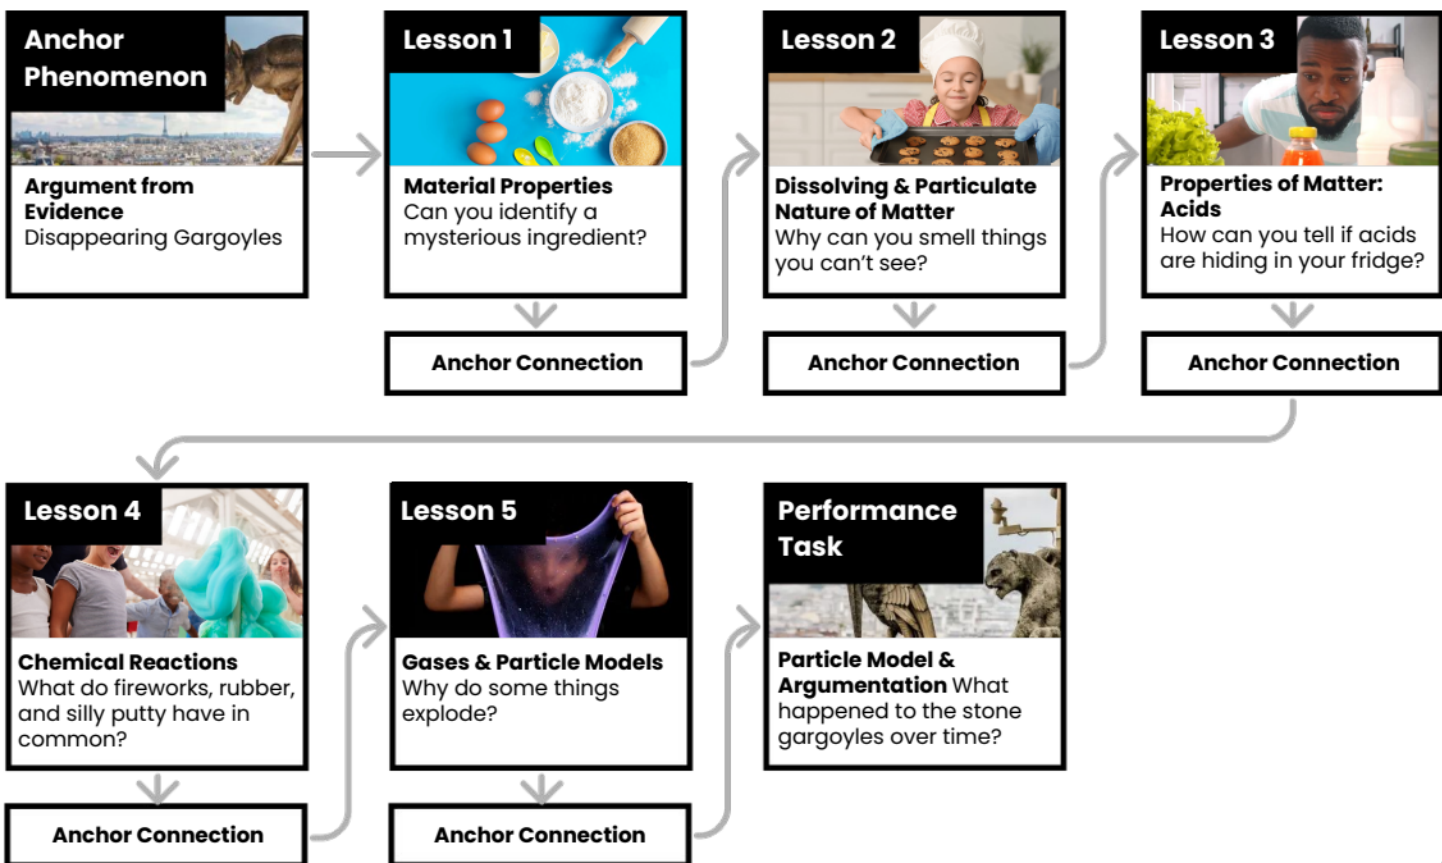 Anchor
Phenomenon
Argument from
Evidence
Disappearing Gargoyles
Lesson 1
Material Properties
Can you identify a
mysterious ingredient?
Anchor Connection
Lesson 2
Dissolving & Particulate
Nature of Matter
Why can you smell things
you can't see?
Anchor Connection
Lesson 3
Properties of Matter:
Acids
How can you tell if acids
are hiding in your fridge?
Anchor Connection
Lesson 4
Chemical Reactions
What do fireworks, rubber,
and silly putty have in
common?
Anchor Connection
Lesson 5
Gases & Particle Models
Why do some things
explode?
Anchor Connection
Performance
Task
Particle Model &
Argumentation What
happened to the stone
gargoyles over time?